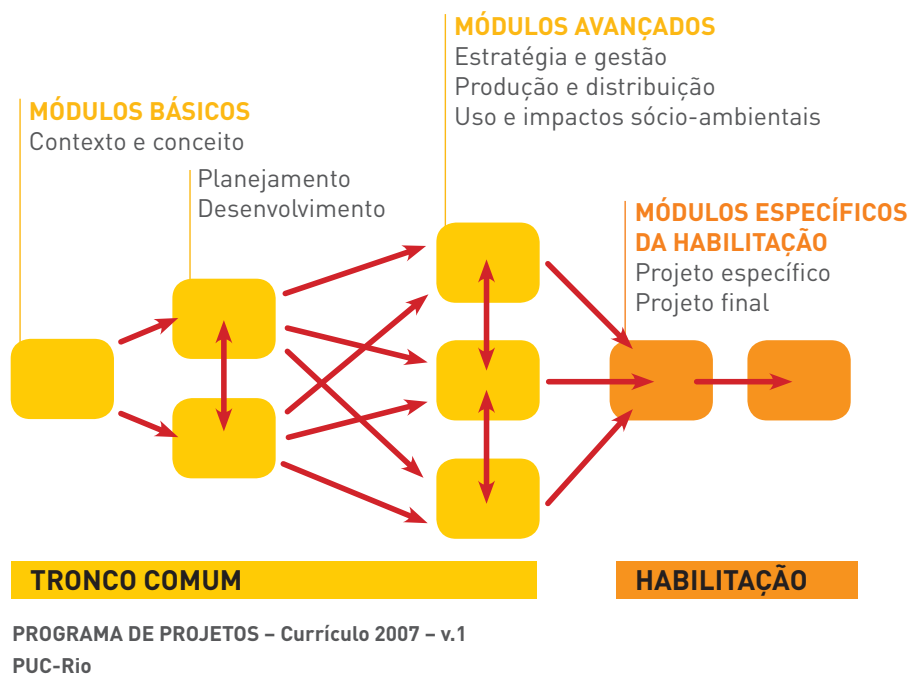 MÓDULOS BÁSICOS
Contexto e conceito
Planejamento
Desenvolvimento
MÓDULOS AVANÇADOS
Estratégia e gestão
Produção e distribuição
Uso e impactos sócio-ambientais
MÓDULOS ESPECÍFICOS
DA HABILITAÇÃO
Projeto específico
Projeto final
TRONCO COMUM
HABILITAÇÃO
PROGRAMA DE PROJETOS – Currículo 2007 – v.1
PUC-Rio